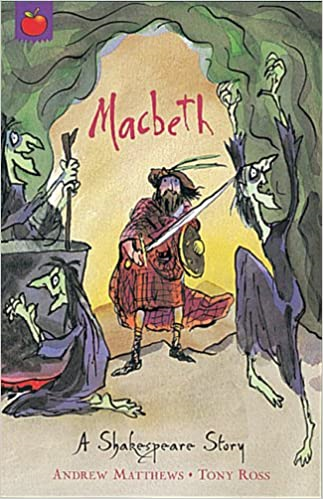 Macbeth
A Shakespeare Story
ANDREW MATTHEWS • TONY ROSS